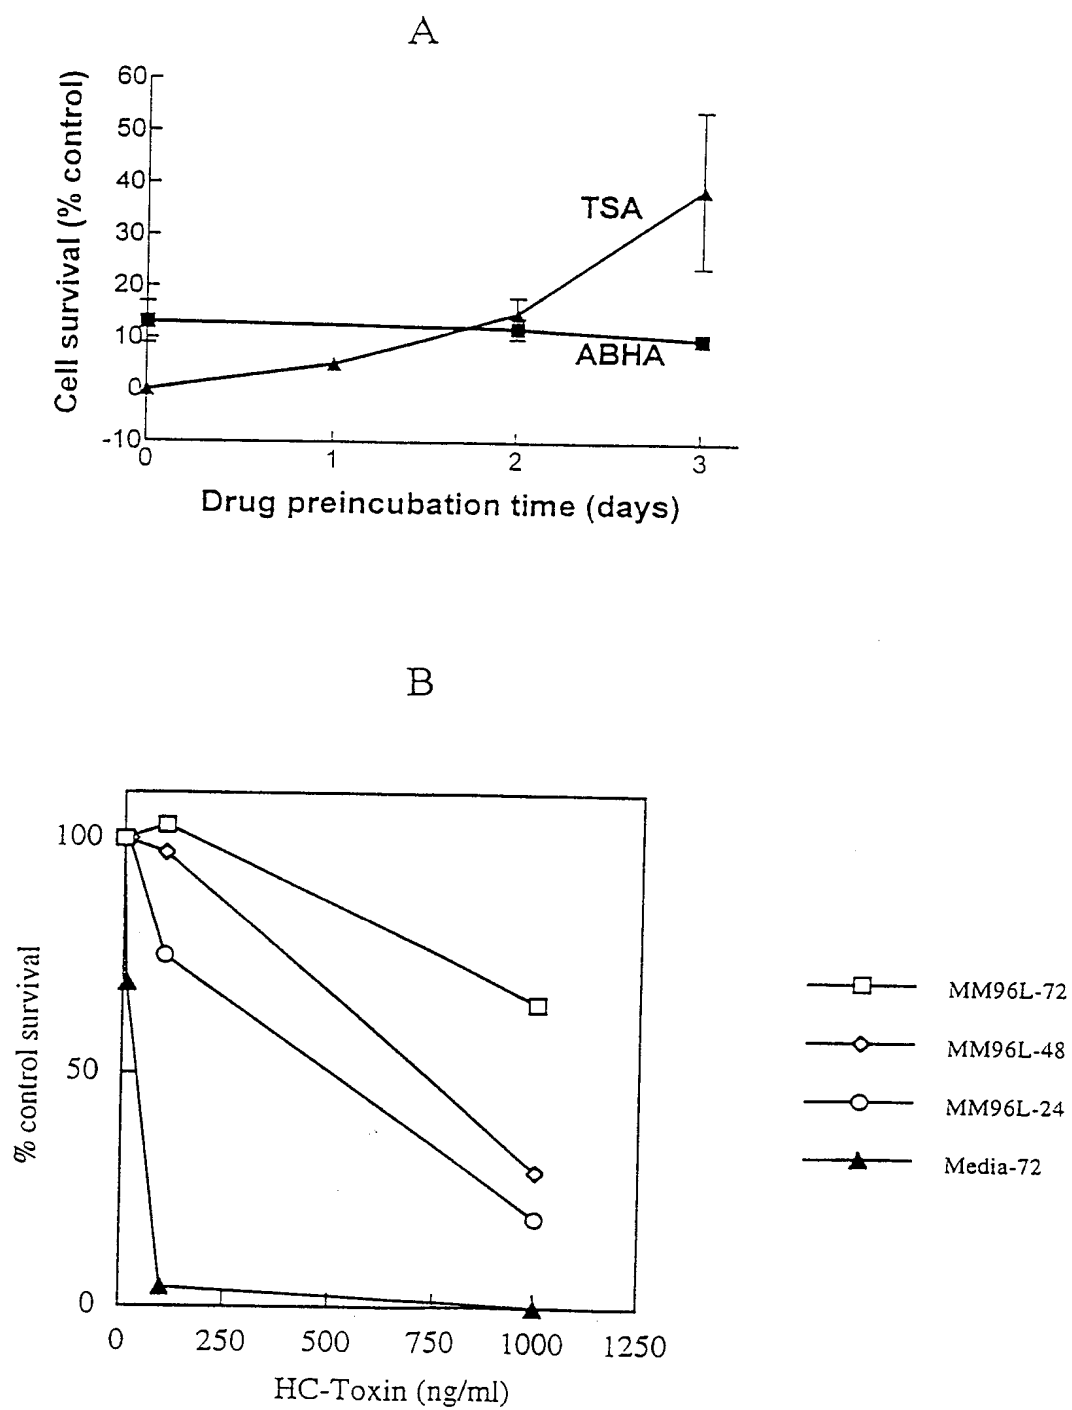 A
Cell survival (% control)
60
50
40
30
20
10
0
-10
TSA
ABHA
0 1 2 3
Drug preincubation time (days)
B
% control survival
100
50
0
0 250 500 750 1000 1250
HC-Toxin (ng/ml)
MM96L-72
MM96L-48
MM96L-24
Media-72